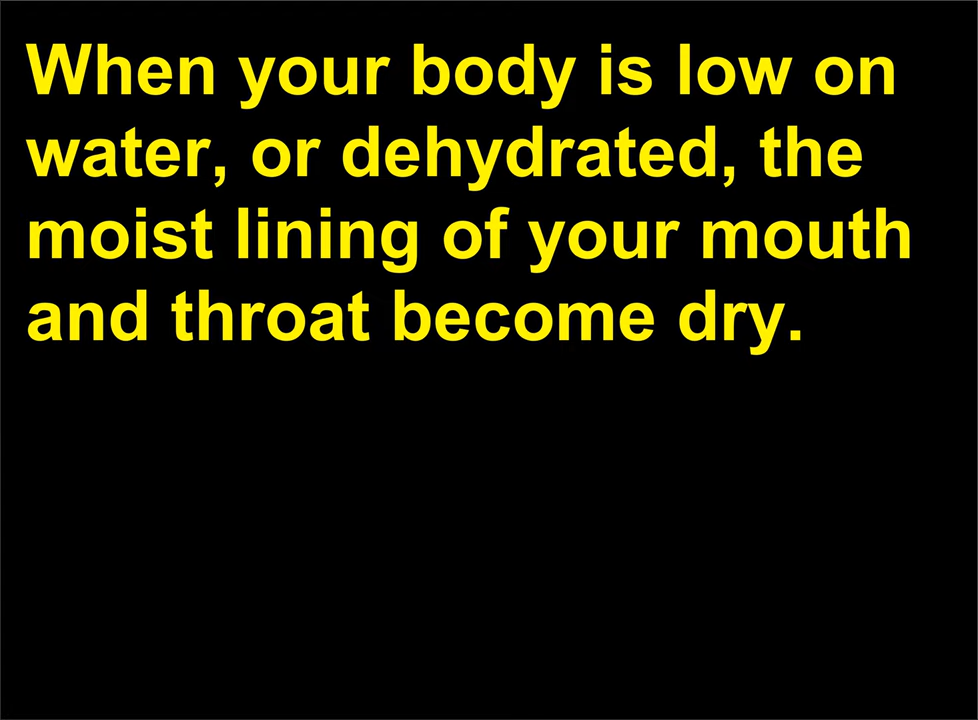 When your body is low on
water, or dehydrated, the
moist lining of your mouth
and throat become dry.